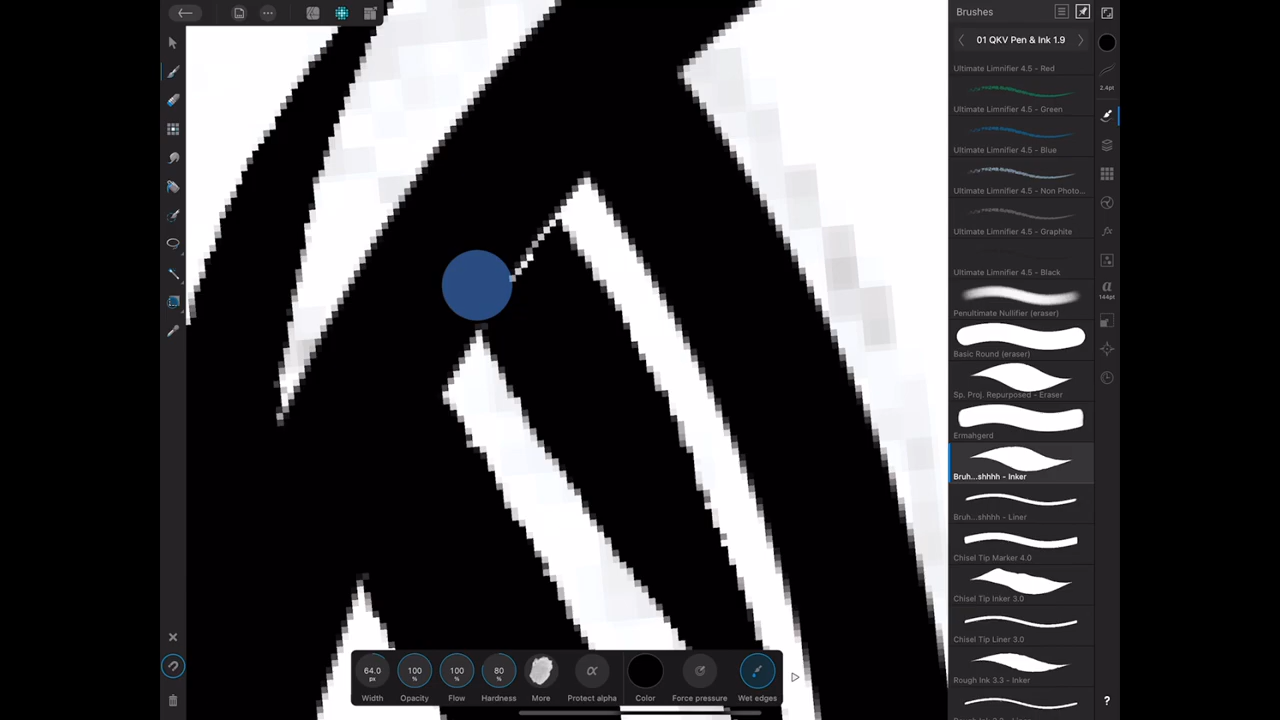 Brushes
01 QKV Pen & Ink 1.9
Ultimate Limnifier 4.5 - Red
2.4pt
Ultimate Limnifier 4.5 - Green
Ultimate Limnifier 4.5 - Blue
Ultimate Limnifier 4.5 - Non Photo...
Ultimate Limnifier 4.5 - Graphite
Ultimate Limnifier 4.5 - Black
a
144pt
Penultimate Nullifier (eraser)
Basic Round (eraser)
Sp. Proj. Repurposed - Eraser
Ermahgerd
Bruh...shhhh - Inker
Bruh...shhhh - Liner
Chisel Tip Marker 4.0
Chisel Tip Inker 3.0
Chisel Tip Liner 3.0
Rough Ink 3.3 - Inker
64.0 px
100 %
100 %
80 %
α
Width
Opacity
Flow
Hardness
More
Protect alpha
Color
Force pressure
Wet edges
?